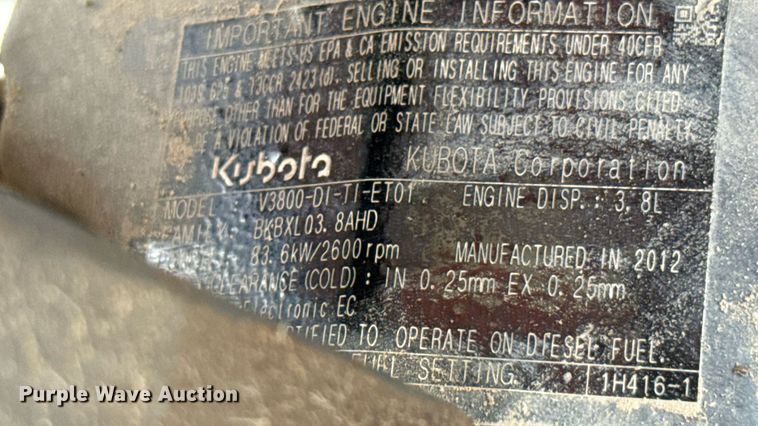 IMPORTANT ENGINE INFORMATION
THIS ENGINE MEETS US EPA & CA EMISSION REQUIREMENTS UNDER 40CFR
& 13CCR 2423(d). SELLING OR INSTALLING THIS ENGINE FOR ANY
OTHER THAN FOR THE EQUIPMENT FLEXIBILITY PROVISIONS CITED
BE A VIOLATION OF FEDERAL OR STATE LAW SUBJECT TO CIVIL PENALTY.
Kubota KUBOTA Corporation
MODEL : V3800-DI-TI-ET01 ENGINE DISP.: 3.8L
FAMILY : BKBXL03.8AHD
83.6kW/2600rpm MANUFACTURED IN 2012
CLEARANCE (COLD) : IN 0.25mm EX 0.25mm
Electronic EC
TO OPERATE ON DIESEL FUEL.
FUEL SETTING : 1H416-1
Purple Wave Auction